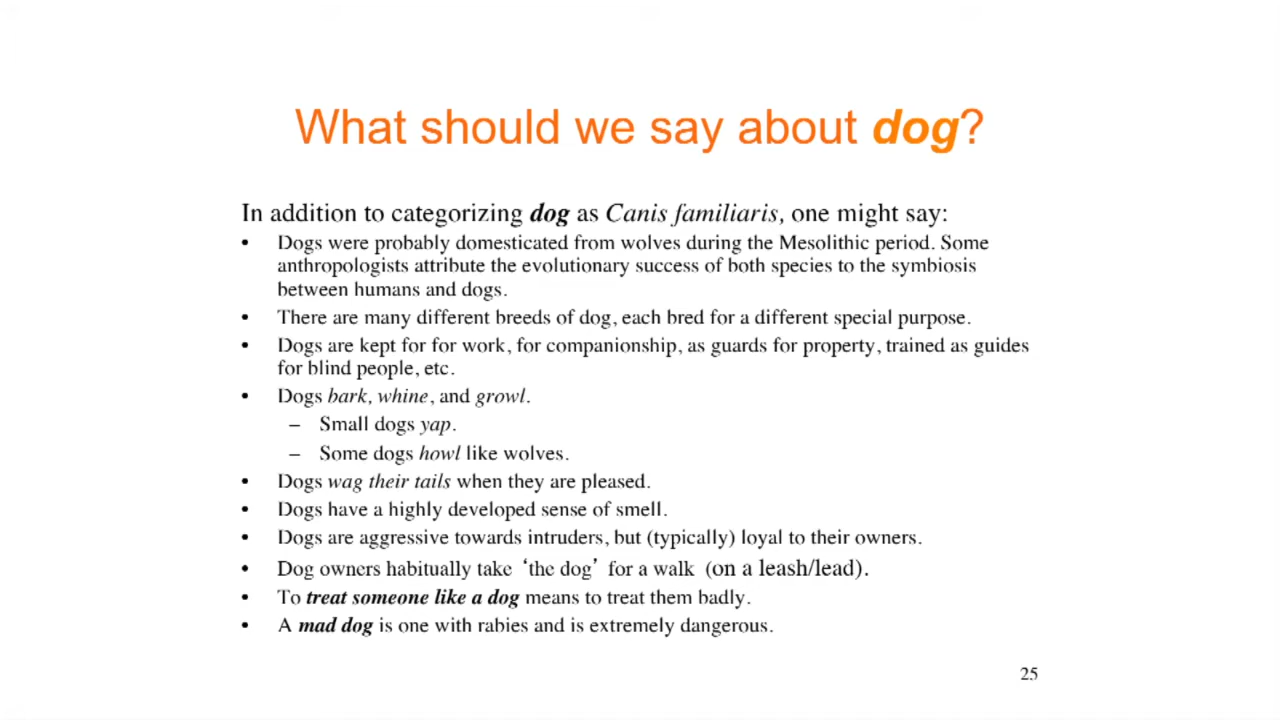 What should we say about dog?
In addition to categorizing dog as Canis familiaris, one might say:
• Dogs were probably domesticated from wolves during the Mesolithic period. Some
anthropologists attribute the evolutionary success of both species to the symbiosis
between humans and dogs.
• There are many different breeds of dog, each bred for a different special purpose.
• Dogs are kept for for work, for companionship, as guards for property, trained as guides
for blind people, etc.
• Dogs bark, whine, and growl.
– Small dogs yap.
– Some dogs howl like wolves.
• Dogs wag their tails when they are pleased.
• Dogs have a highly developed sense of smell.
• Dogs are aggressive towards intruders, but (typically) loyal to their owners.
• Dog owners habitually take ‘the dog’ for a walk (on a leash/lead).
• To treat someone like a dog means to treat them badly.
• A mad dog is one with rabies and is extremely dangerous.
25